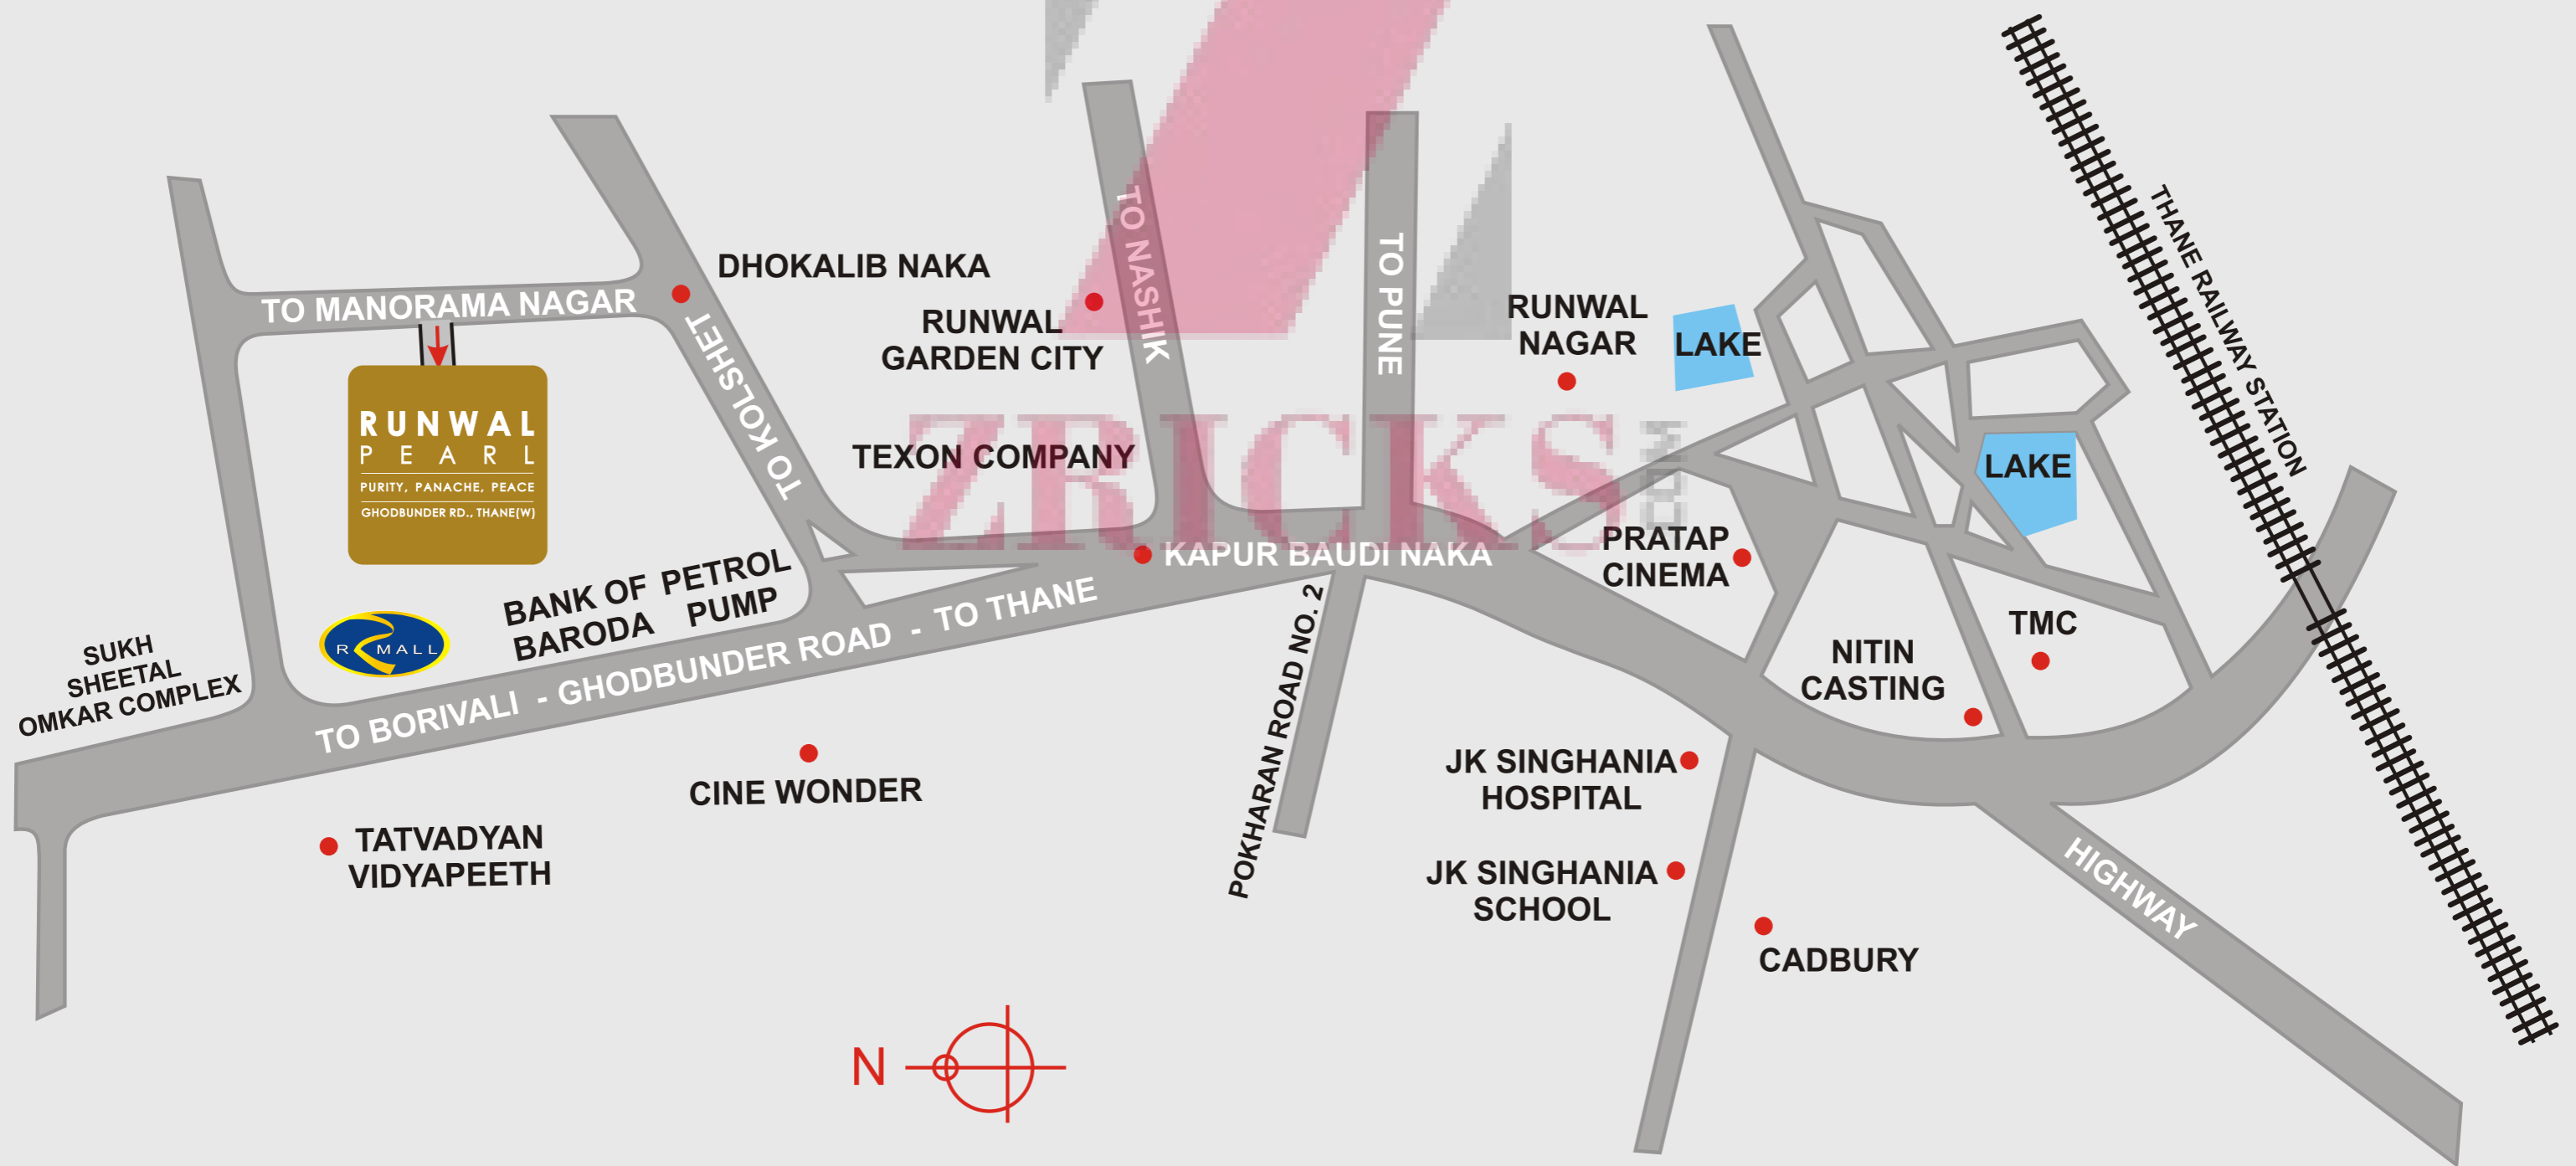 THANE RAILWAY STATION
TO NASHIK
TO PUNE
DHOKALIB NAKA
TO MANORAMA NAGAR
RUNWAL
GARDEN CITY
RUNWAL
NAGAR
LAKE
TO KOLSHET
RUNWAL
PEARL
PURITY, PANACHE, PEACE
GHODBUNDER RD., THANE(W)
TEXON COMPANY
ZRICKS
.COM
LAKE
KAPUR BAUDI NAKA
PRATAP
CINEMA
BANK OF
BARODA
PETROL
PUMP
R MALL
SUKH
SHEETAL
OMKAR COMPLEX
TO BORIVALI - GHODBUNDER ROAD - TO THANE
POKHARAN ROAD NO. 2
TMC
NITIN
CASTING
CINE WONDER
JK SINGHANIA
HOSPITAL
TATVADYAN
VIDYAPEETH
JK SINGHANIA
SCHOOL
HIGHWAY
CADBURY
N